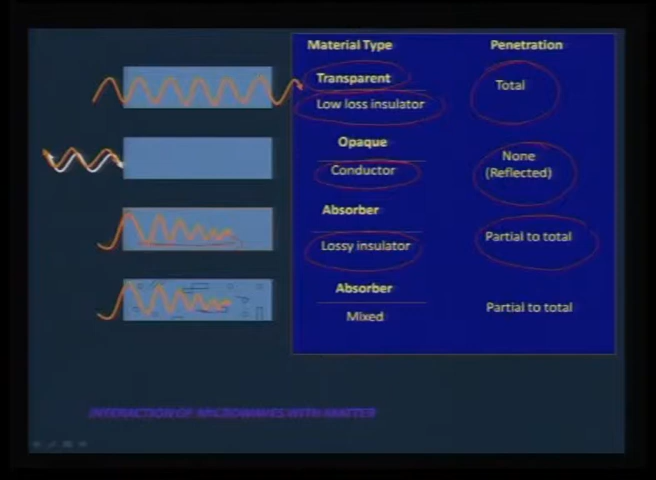 Material Type
Penetration
Transparent
Low loss insulator
Total
Opaque
Conductor
None
(Reflected)
Absorber
Lossy insulator
Partial to total
Absorber
Mixed
Partial to total
INTERACTION OF MICROWAVES WITH MATTER